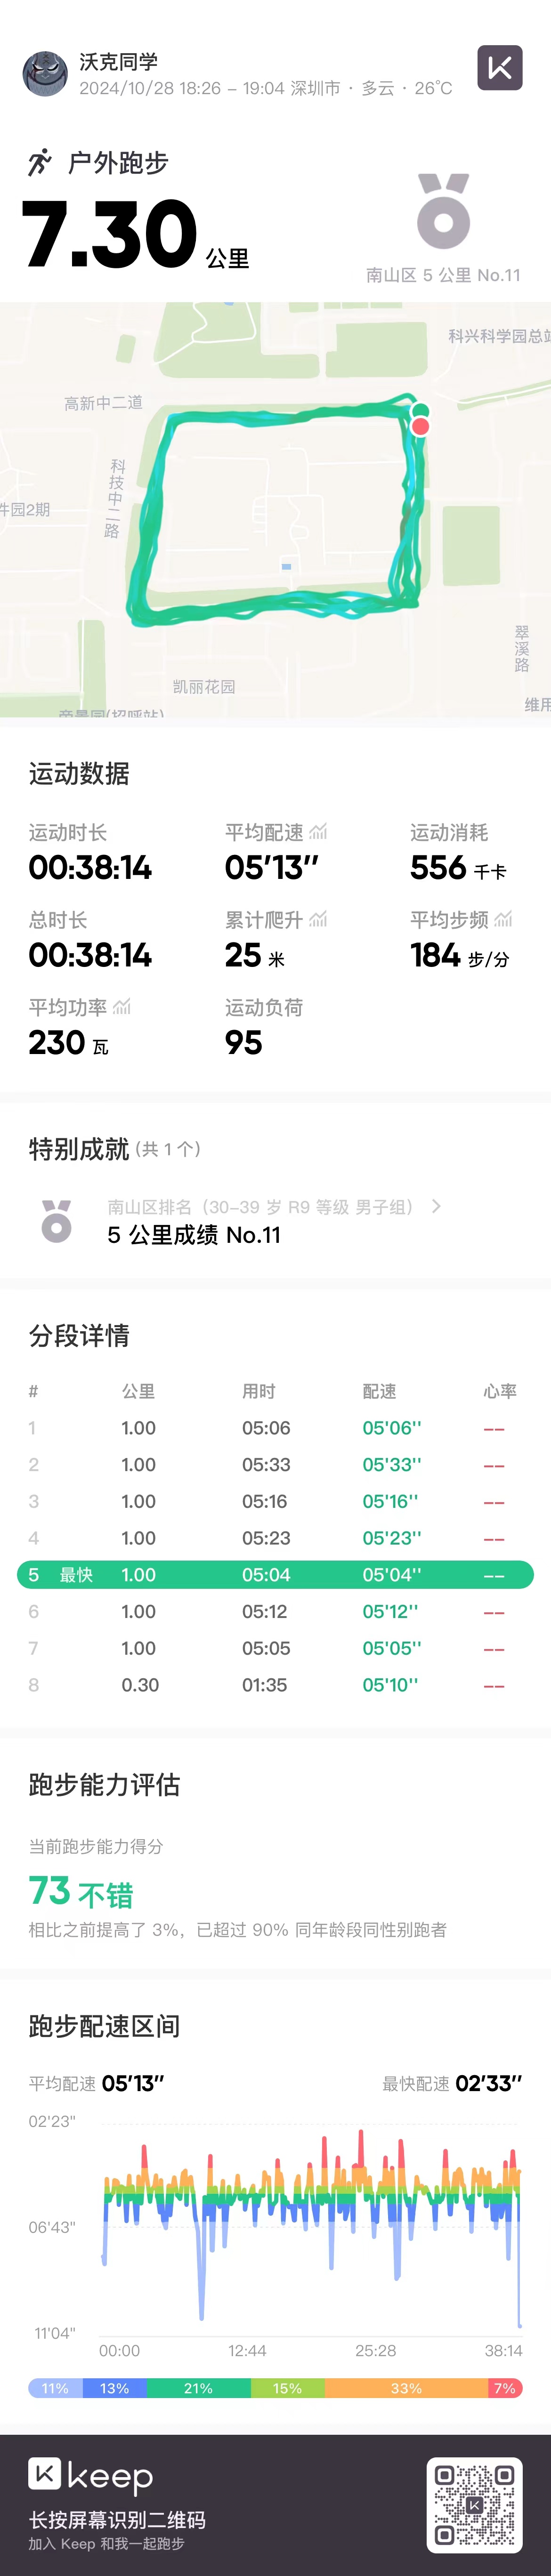 沃克同学
2024/10/28 18:26 - 19:04 深圳市 · 多云 · 26℃
户外跑步
7.30 公里
南山区 5 公里 No.11
科兴科学园总站
高新中二道
科技中二路
件园2期
翠溪路
凯丽花园
维用
帝景园(招呼站)
运动数据
运动时长 平均配速 运动消耗
00:38:14 05'13'' 556 千卡
总时长 累计爬升 平均步频
00:38:14 25 米 184 步/分
平均功率 运动负荷
230 瓦 95
特别成就 (共 1 个)
南山区排名（30-39 岁 R9 等级 男子组）
5 公里成绩 No.11
分段详情
# 公里 用时 配速 心率
1 1.00 05:06 05'06'' --
2 1.00 05:33 05'33'' --
3 1.00 05:16 05'16'' --
4 1.00 05:23 05'23'' --
5 最快 1.00 05:04 05'04'' --
6 1.00 05:12 05'12'' --
7 1.00 05:05 05'05'' --
8 0.30 01:35 05'10'' --
跑步能力评估
当前跑步能力得分
73 不错
相比之前提高了 3%，已超过 90% 同年龄段同性别跑者
跑步配速区间
平均配速 05'13'' 最快配速 02'33''
02'23"
06'43"
11'04"
00:00 12:44 25:28 38:14
11% 13% 21% 15% 33% 7%
keep
长按屏幕识别二维码
加入 Keep 和我一起跑步